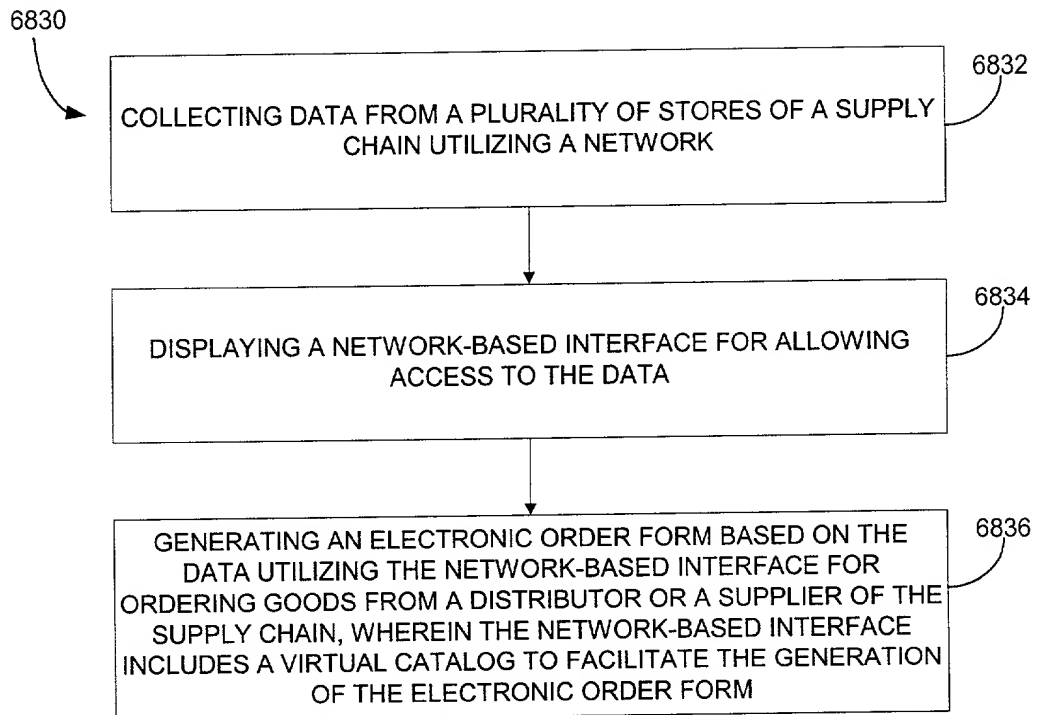 6830
6832
COLLECTING DATA FROM A PLURALITY OF STORES OF A SUPPLY
CHAIN UTILIZING A NETWORK
6834
DISPLAYING A NETWORK-BASED INTERFACE FOR ALLOWING
ACCESS TO THE DATA
6836
GENERATING AN ELECTRONIC ORDER FORM BASED ON THE
DATA UTILIZING THE NETWORK-BASED INTERFACE FOR
ORDERING GOODS FROM A DISTRIBUTOR OR A SUPPLIER OF THE
SUPPLY CHAIN, WHEREIN THE NETWORK-BASED INTERFACE
INCLUDES A VIRTUAL CATALOG TO FACILITATE THE GENERATION
OF THE ELECTRONIC ORDER FORM